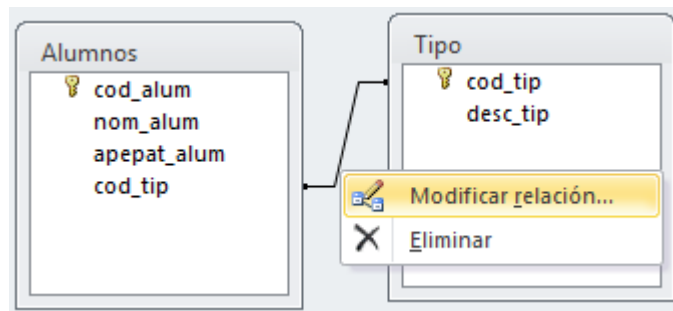 Alumnos
cod_alum
nom_alum
apepat_alum
cod_tip
Tipo
cod_tip
desc_tip
Modificar relación...
Eliminar